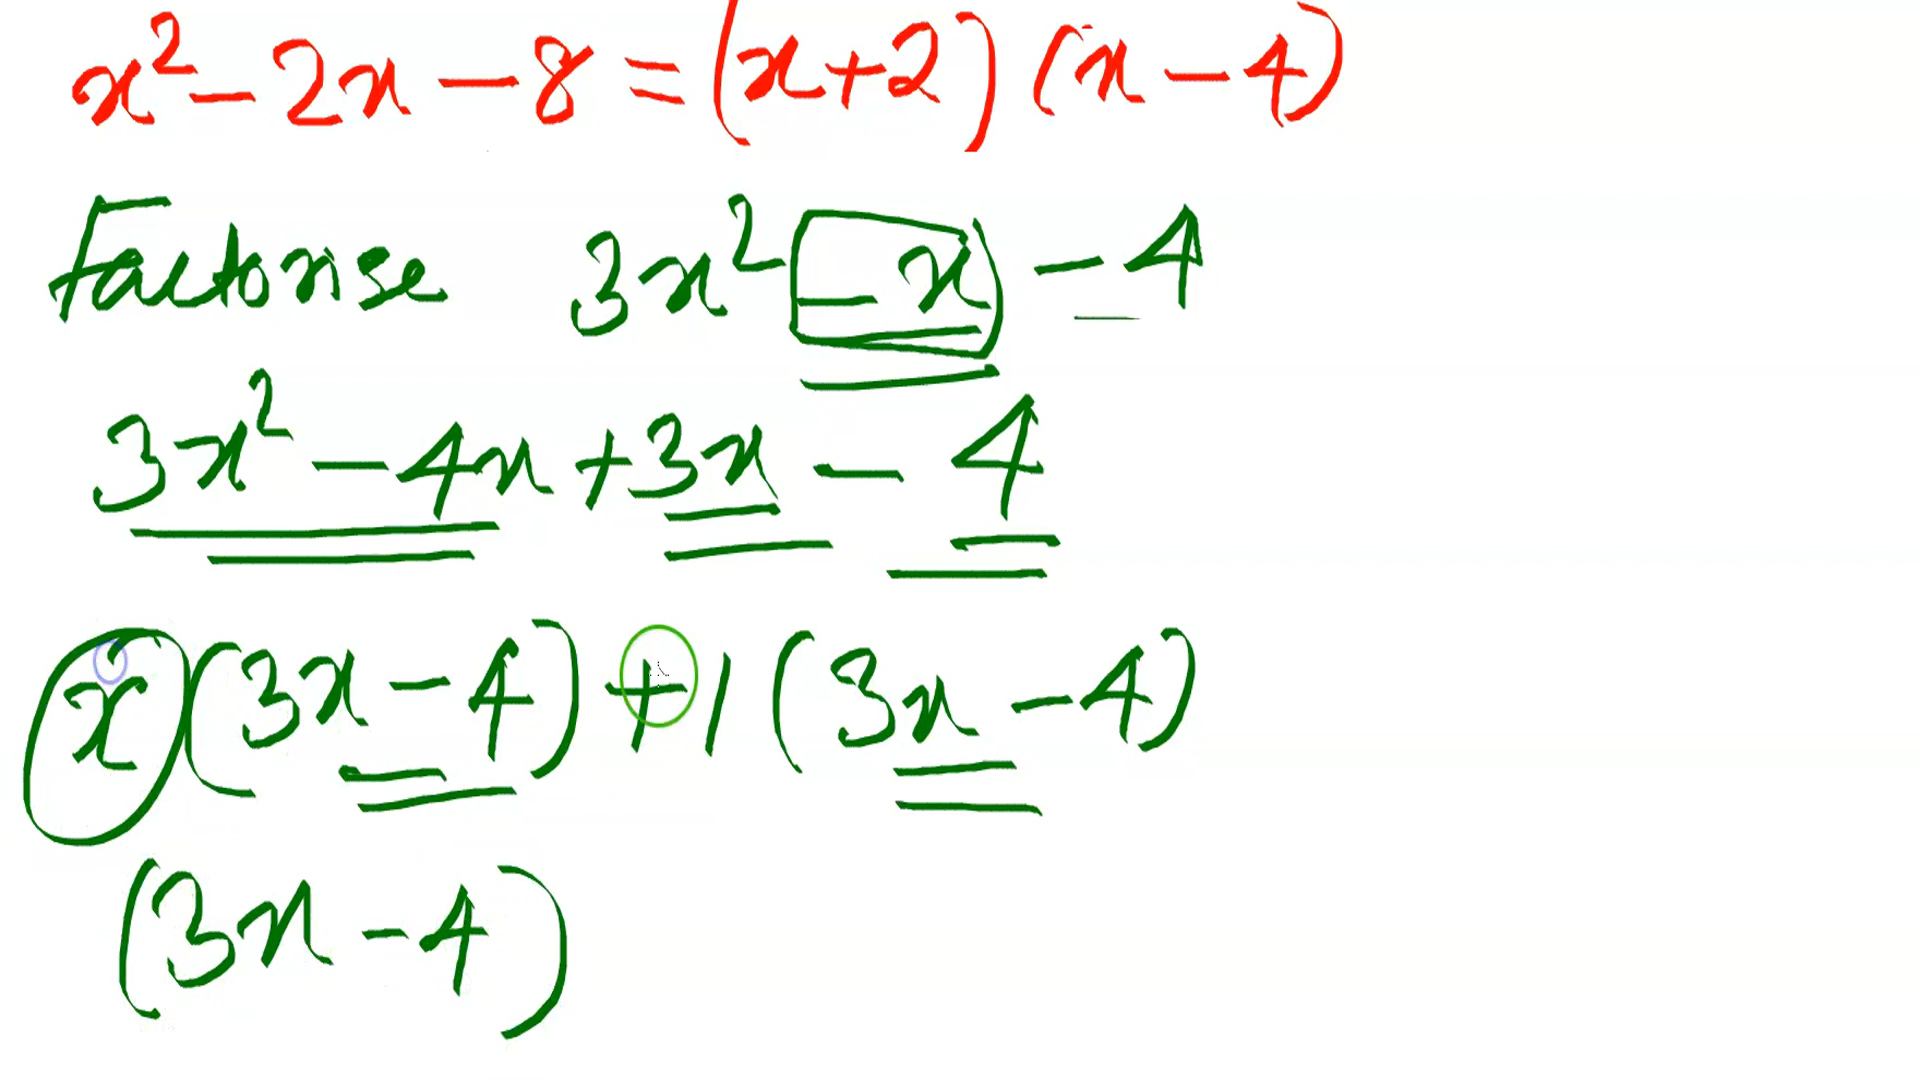 x² - 2x - 8 = (x+2) (x - 4)
Factorise 3x² - x - 4
3x² - 4x + 3x - 4
x (3x - 4) + 1 (3x - 4)
(3x - 4)